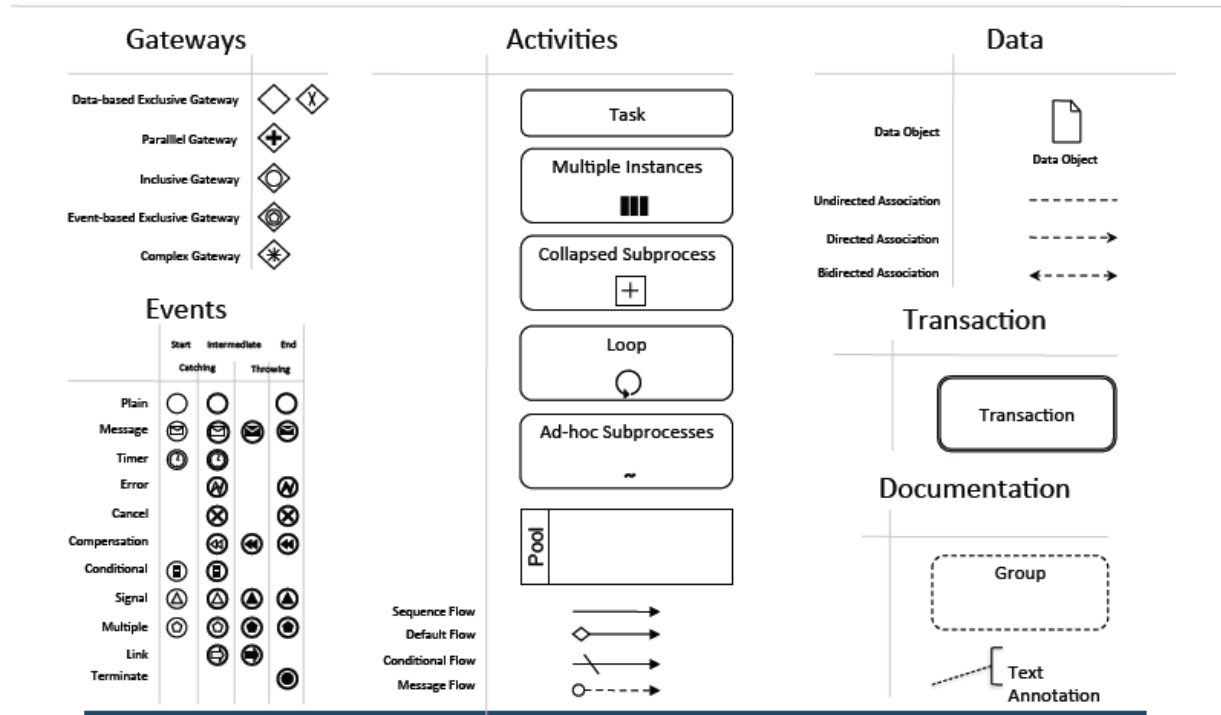 Gateways
Data-based Exclusive Gateway
X
Paralllel Gateway
Inclusive Gateway
Event-based Exclusive Gateway
Complex Gateway
Events
Start Intermediate End
Catching Throwing
Plain
Message
Timer
Error
Cancel
Compensation
Conditional
Signal
Multiple
Link
Terminate
Activities
Task
Multiple Instances
Collapsed Subprocess
Loop
Ad-hoc Subprocesses
~
Pool
Sequence Flow
Default Flow
Conditional Flow
Message Flow
Data
Data Object
Data Object
Undirected Association
Directed Association
Bidirected Association
Transaction
Transaction
Documentation
Group
Text
Annotation